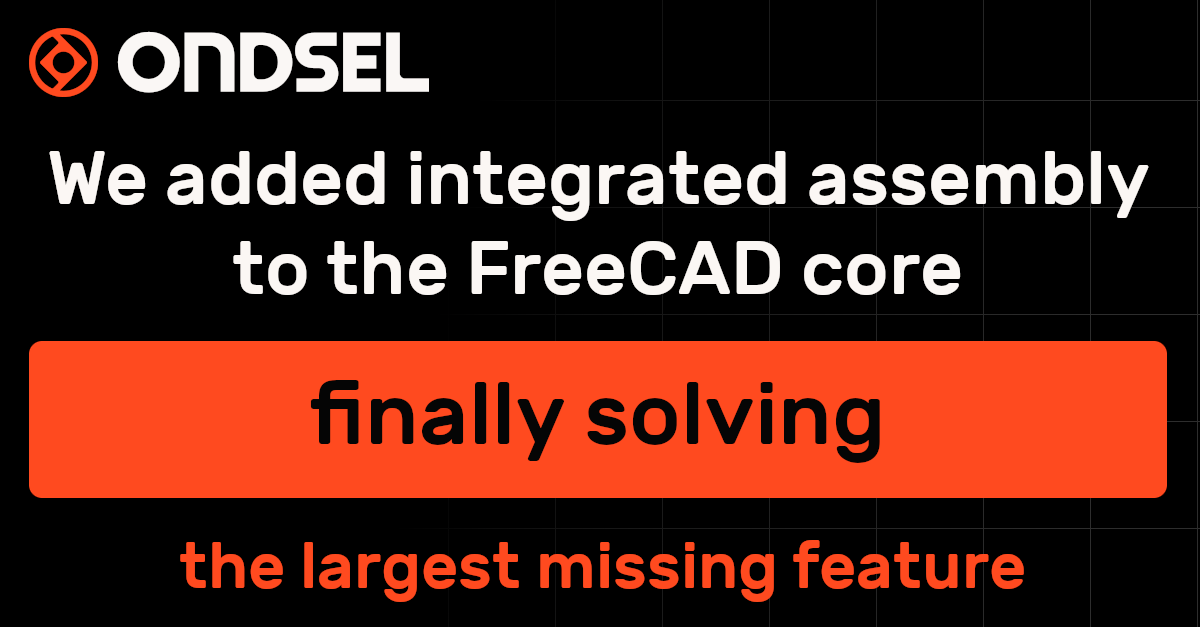 ONDSEL
We added integrated assembly
to the FreeCAD core
finally solving
the largest missing feature